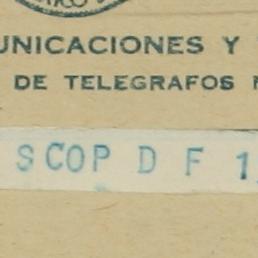 UNICACIONES Y
DE TELEGRAFOS
SCOP D F 1